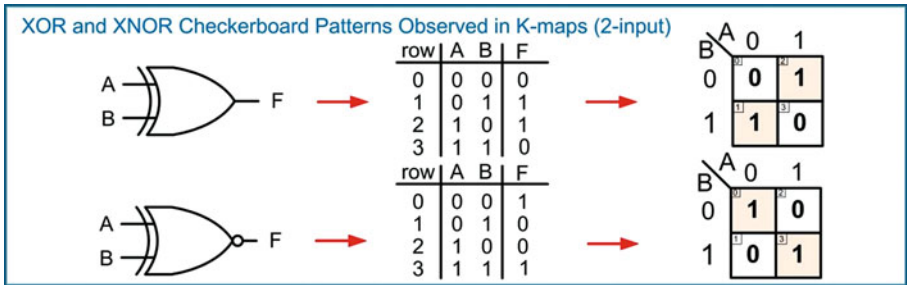 XOR and XNOR Checkerboard Patterns Observed in K-maps (2-input)
A
B
F
row A B F
0 0 0 0
1 0 1 1
2 1 0 1
3 1 1 0
A
B
0 1
0
1
0 0
2 1
1 1
3 0
A
B
F
row A B F
0 0 0 1
1 0 1 0
2 1 0 0
3 1 1 1
A
B
0 1
0
1
0 1
2 0
1 0
3 1